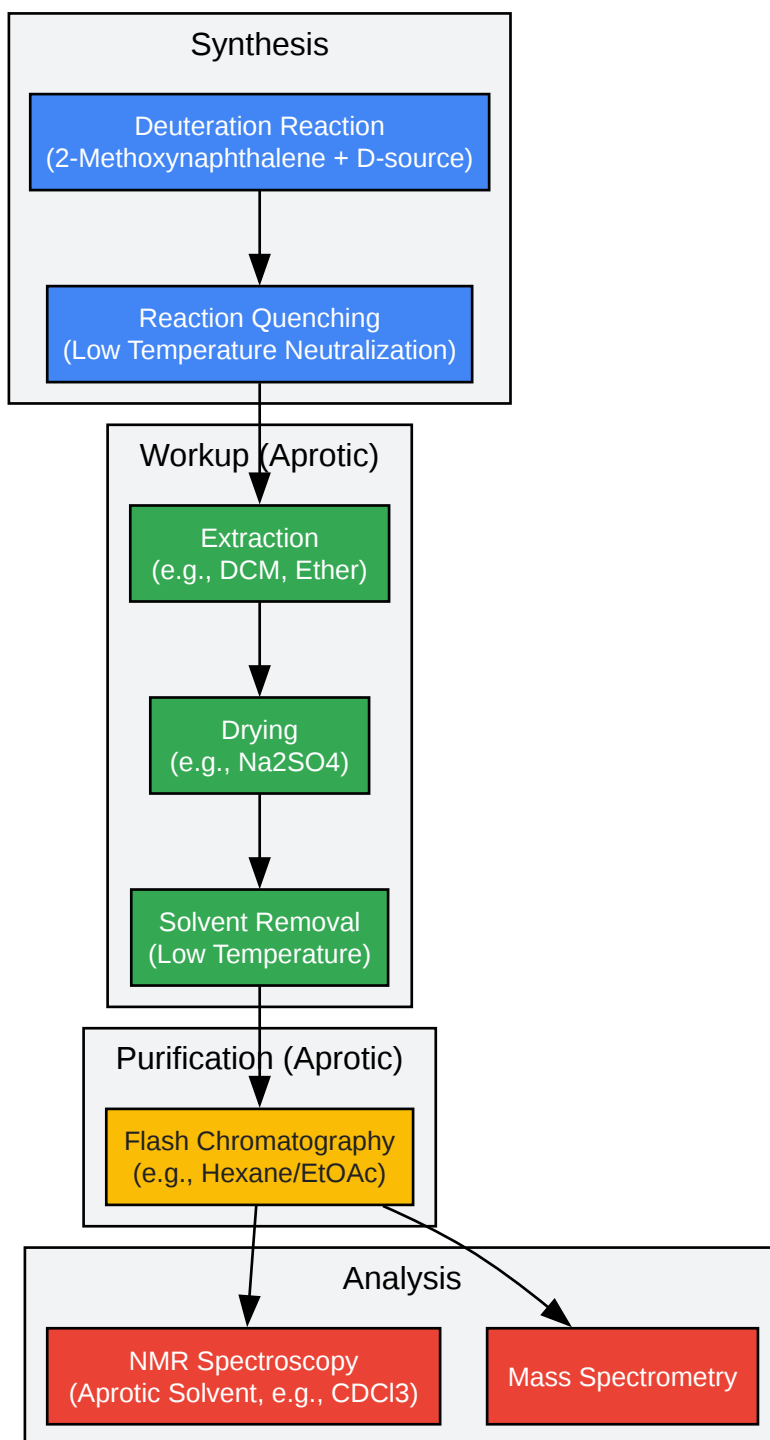 Synthesis
Deuteration Reaction
(2-Methoxynaphthalene + D-source)
Reaction Quenching
(Low Temperature Neutralization)
Workup (Aprotic)
Extraction
(e.g., DCM, Ether)
Drying
(e.g., Na2SO4)
Solvent Removal
(Low Temperature)
Purification (Aprotic)
Flash Chromatography
(e.g., Hexane/EtOAc)
Analysis
NMR Spectroscopy
(Aprotic Solvent, e.g., CDCl3)
Mass Spectrometry